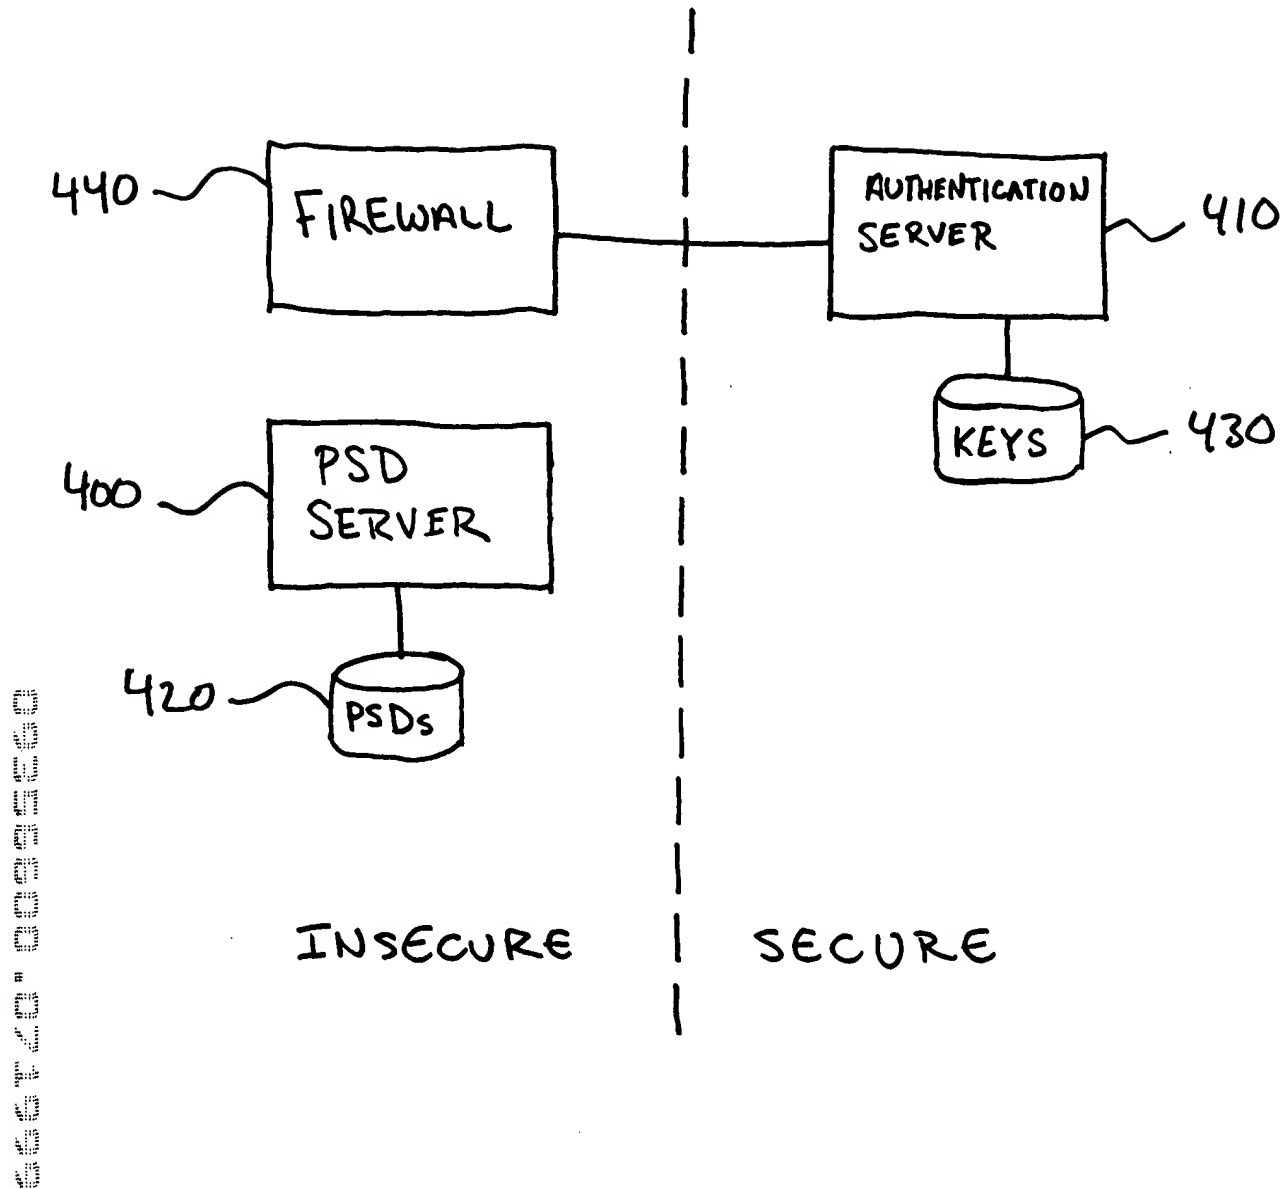 440
FIREWALL
AUTHENTICATION
SERVER
410
KEYS
430
400
PSD
SERVER
420
PSDs
INSECURE
SECURE